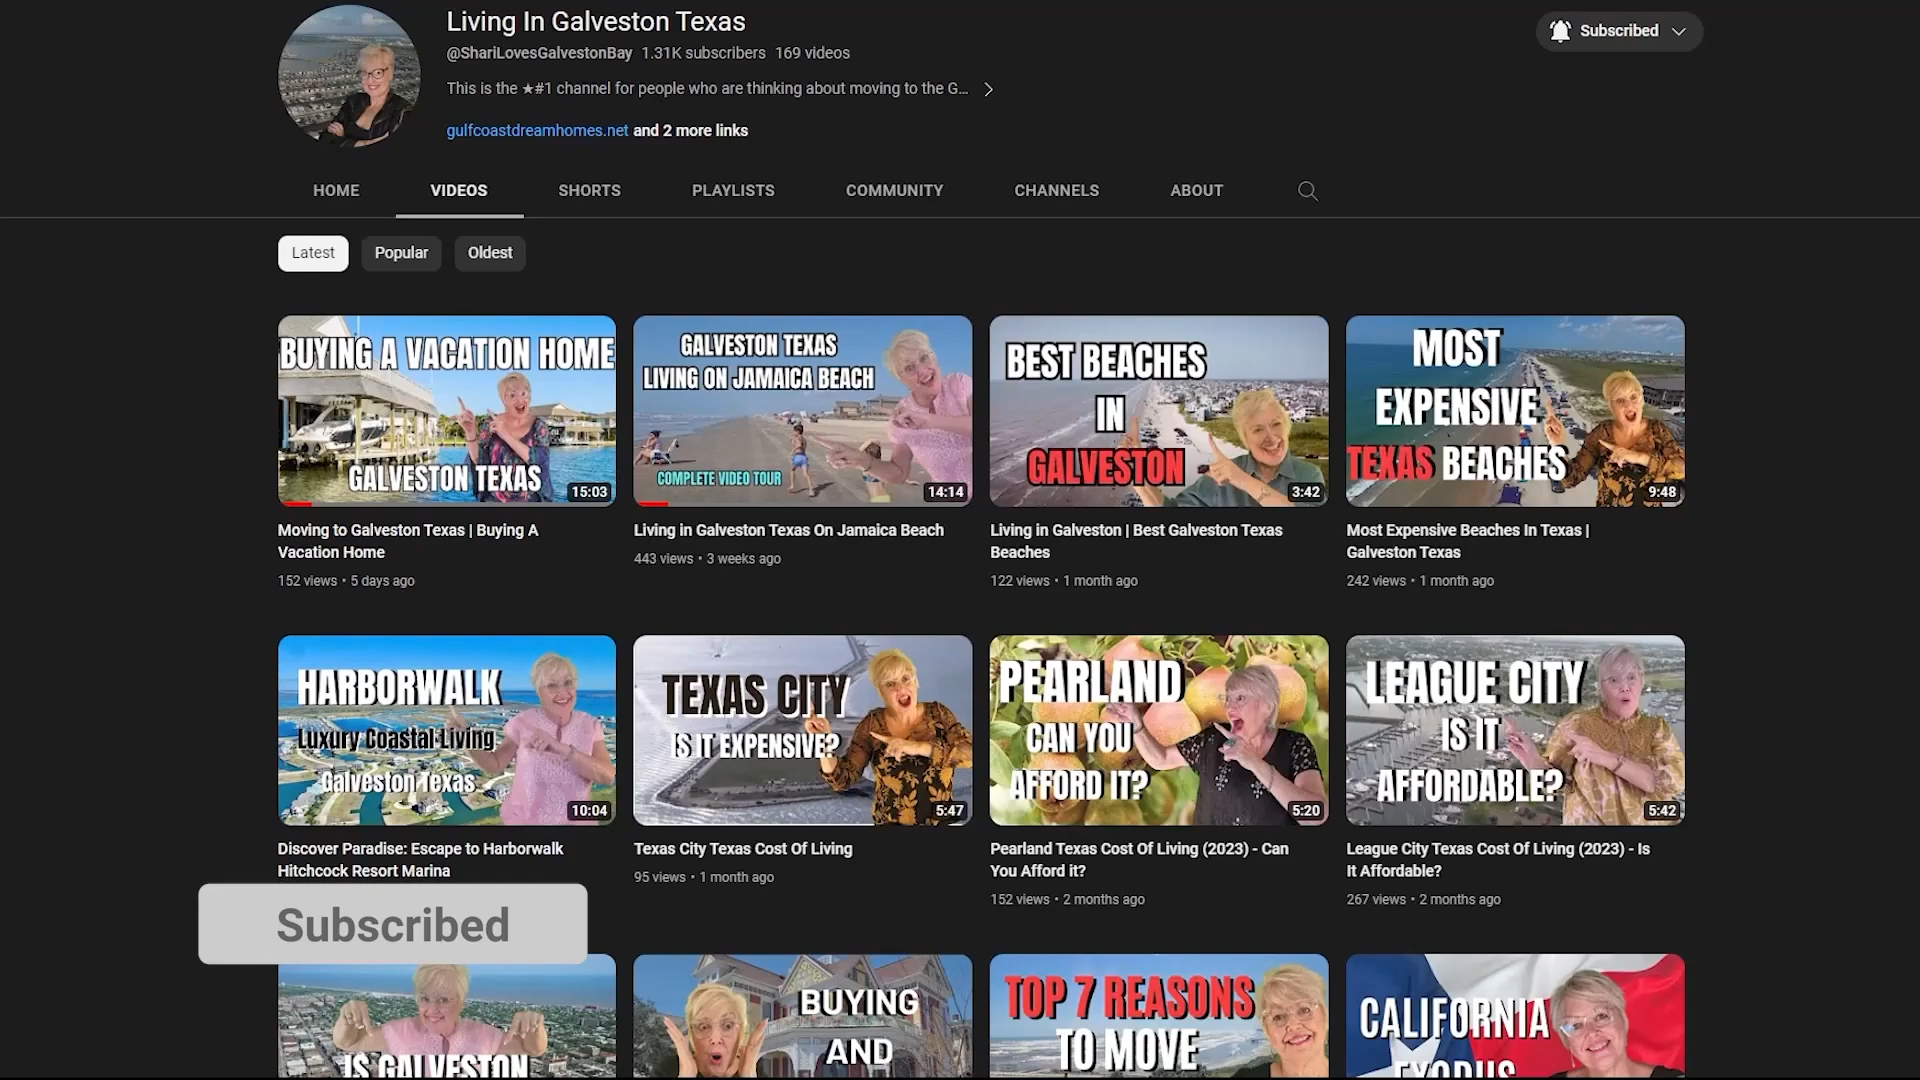 Living In Galveston Texas
Subscribed
@ShariLovesGalvestonBay 1.31K subscribers 169 videos
This is the ★#1 channel for people who are thinking about moving to the G...
gulfcoastdreamhomes.net and 2 more links
HOME VIDEOS SHORTS PLAYLISTS COMMUNITY CHANNELS ABOUT
Latest Popular Oldest
BUYING A VACATION HOME
GALVESTON TEXAS
15:03
GALVESTON TEXAS
LIVING ON JAMAICA BEACH
COMPLETE VIDEO TOUR
14:14
BEST BEACHES
IN
GALVESTON
3:42
MOST
EXPENSIVE
TEXAS BEACHES
9:48
Moving to Galveston Texas | Buying A
Vacation Home
152 views • 5 days ago
Living in Galveston Texas On Jamaica Beach
443 views • 3 weeks ago
Living in Galveston | Best Galveston Texas
Beaches
122 views • 1 month ago
Most Expensive Beaches In Texas |
Galveston Texas
242 views • 1 month ago
HARBORWALK
Luxury Coastal Living
Galveston Texas
10:04
TEXAS CITY
IS IT EXPENSIVE?
5:47
PEARLAND
CAN YOU
AFFORD IT?
5:20
LEAGUE CITY
IS IT
AFFORDABLE?
5:42
Discover Paradise: Escape to Harborwalk
Hitchcock Resort Marina
Texas City Texas Cost Of Living
95 views • 1 month ago
Pearland Texas Cost Of Living (2023) - Can
You Afford it?
152 views • 2 months ago
League City Texas Cost Of Living (2023) - Is
It Affordable?
267 views • 2 months ago
Subscribed
IS GALVESTON
BUYING
AND
TOP 7 REASONS
TO MOVE
CALIFORNIA
EXODUS